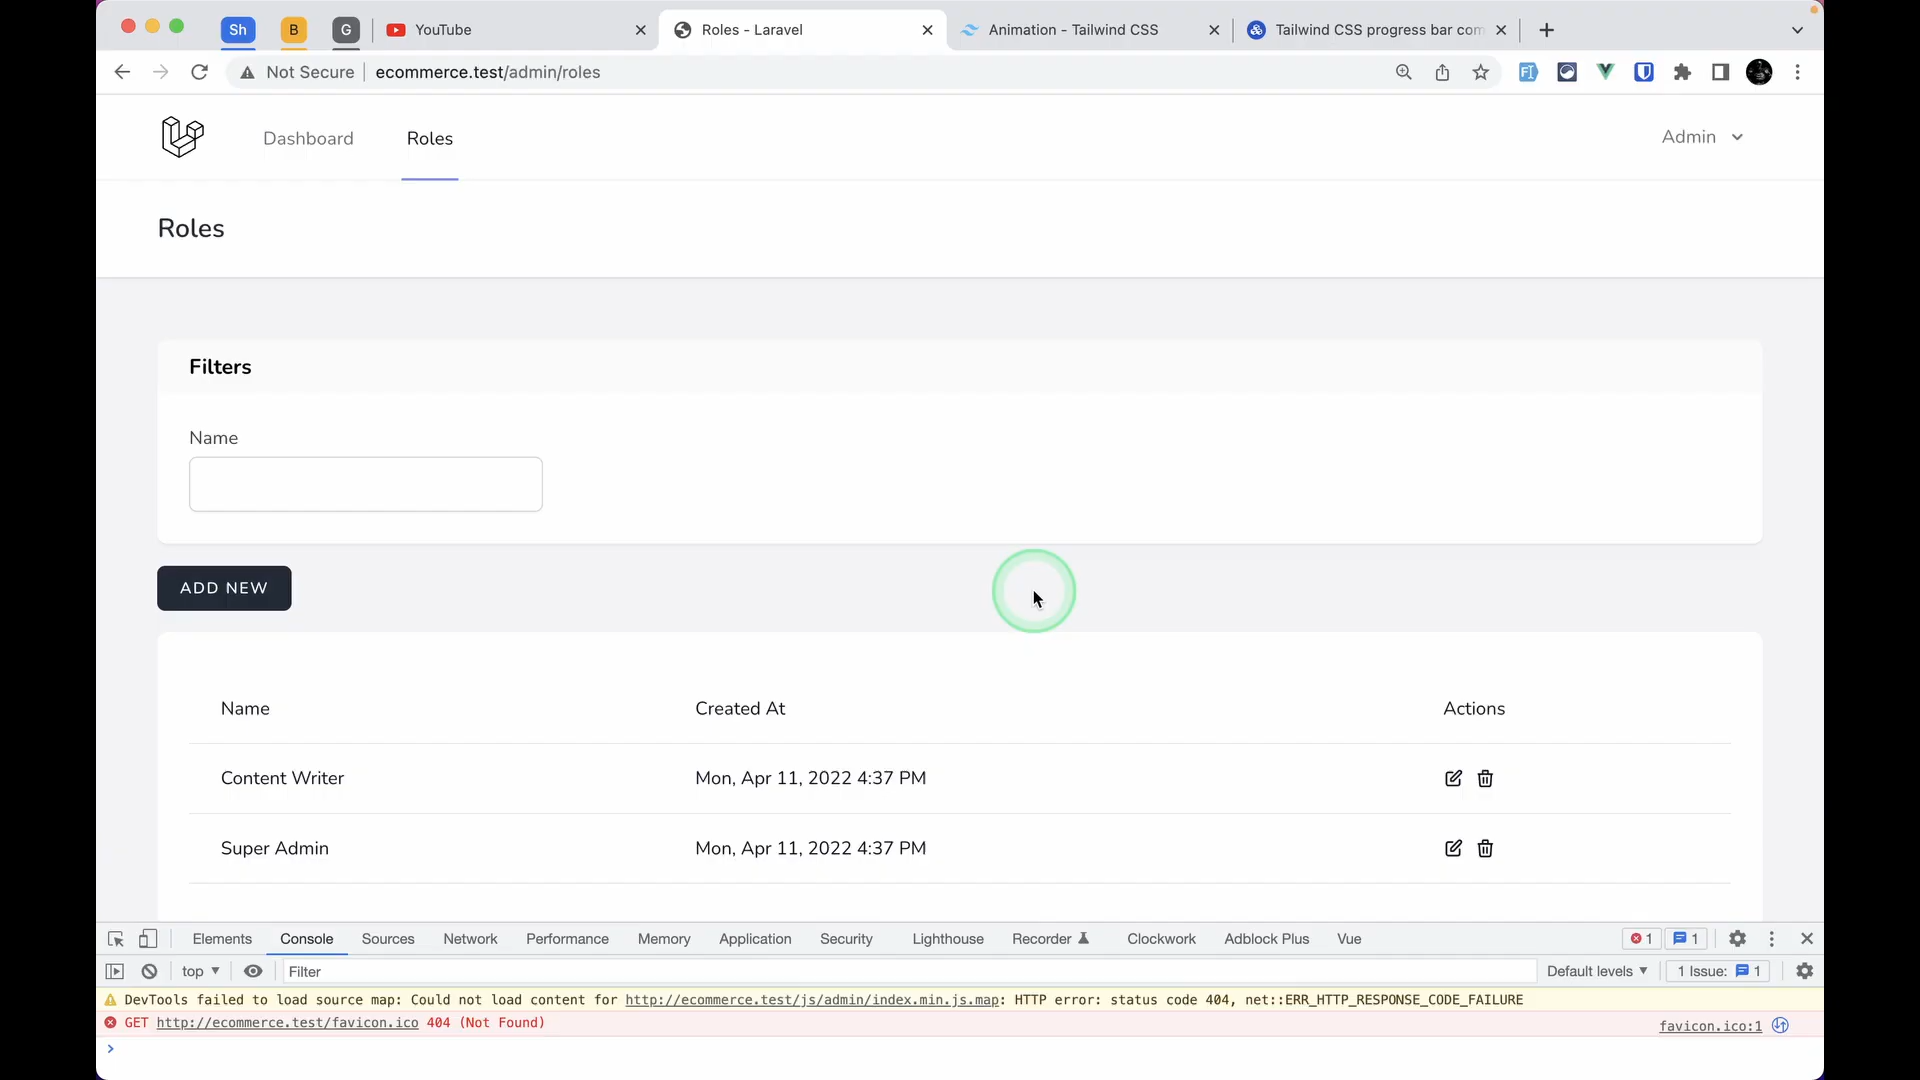 Sh B G YouTube Roles - Laravel Animation - Tailwind CSS Tailwind CSS progress bar com
Not Secure ecommerce.test/admin/roles
Dashboard Roles Admin
Roles
Filters
Name
ADD NEW
Name Created At Actions
Content Writer Mon, Apr 11, 2022 4:37 PM
Super Admin Mon, Apr 11, 2022 4:37 PM
Elements Console Sources Network Performance Memory Application Security Lighthouse Recorder Clockwork Adblock Plus Vue 1 1
top Filter Default levels 1 Issue: 1
DevTools failed to load source map: Could not load content for http://ecommerce.test/js/admin/index.min.js.map: HTTP error: status code 404, net::ERR_HTTP_RESPONSE_CODE_FAILURE
GET http://ecommerce.test/favicon.ico 404 (Not Found) favicon.ico:1